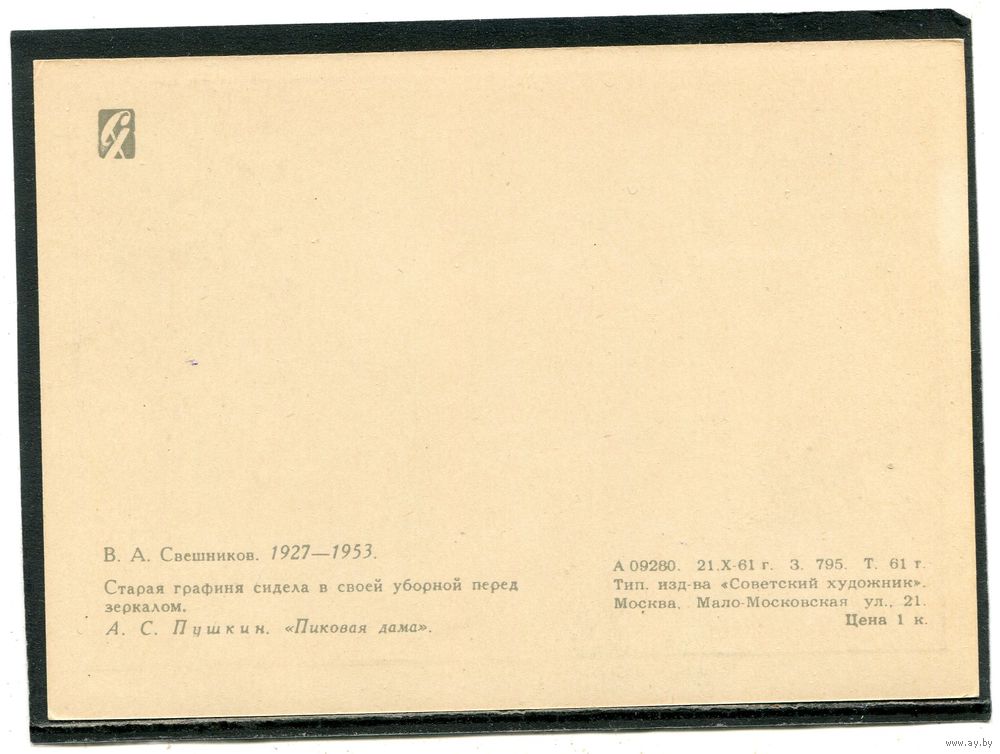 В. А. Свешников. 1927—1953.
Старая графиня сидела в своей уборной перед
зеркалом.
А. С. Пушкин. «Пиковая дама».
А 09280. 21.X-61 г. З. 795. Т. 61 г.
Тип. изд-ва «Советский художник».
Москва. Мало-Московская ул., 21.
Цена 1 к.
www.ay.by